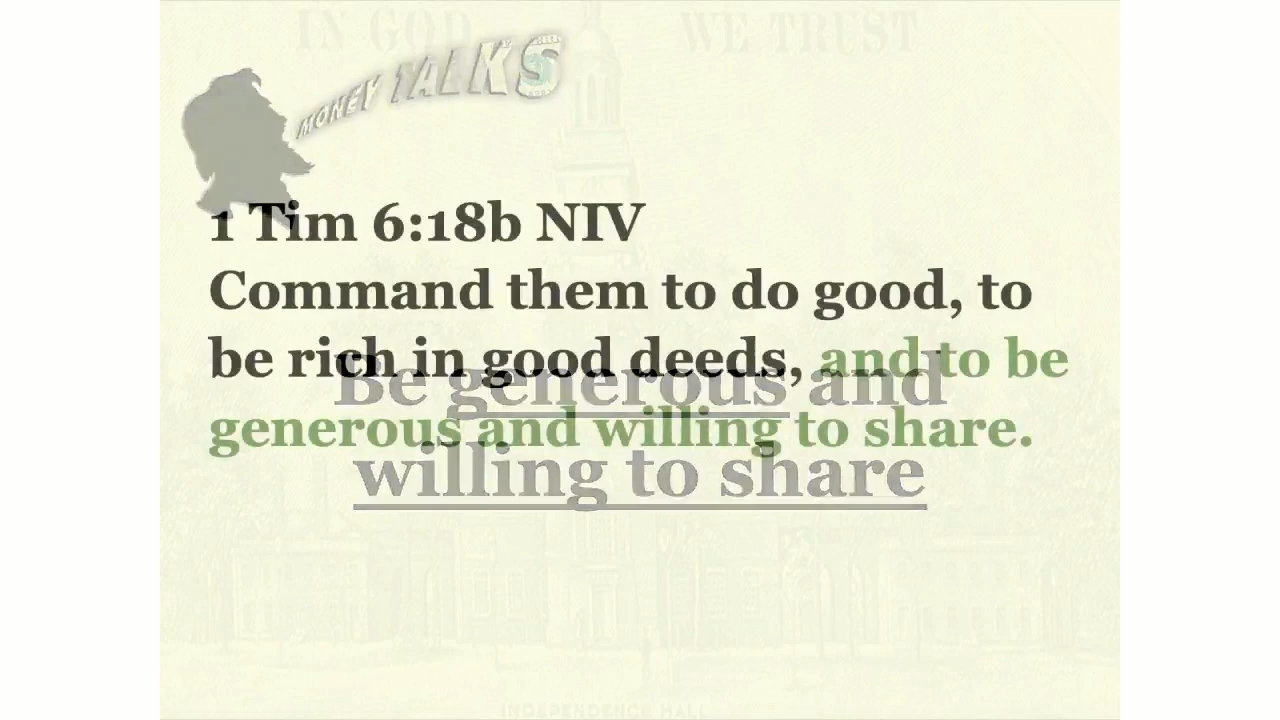 IN GOD WE TRUST
MONEY TALKS
1 Tim 6:18b NIV
Command them to do good, to
be rich in good deeds, and to be
generous and willing to share.
Be generous and
willing to share
INDEPENDENCE HALL